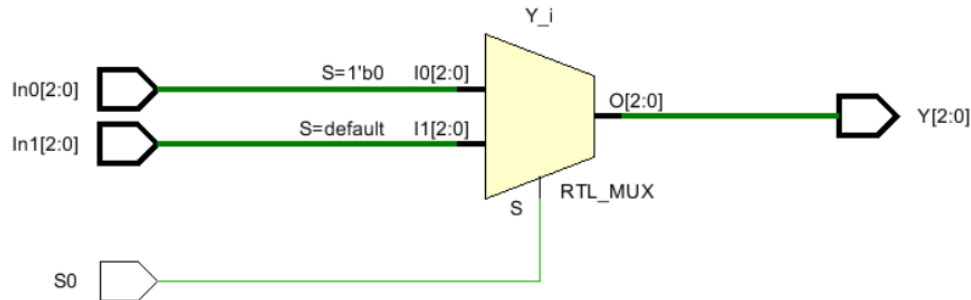 Y_i
S=1'b0
I0[2:0]
In0[2:0]
O[2:0]
Y[2:0]
S=default
I1[2:0]
In1[2:0]
RTL_MUX
S
S0